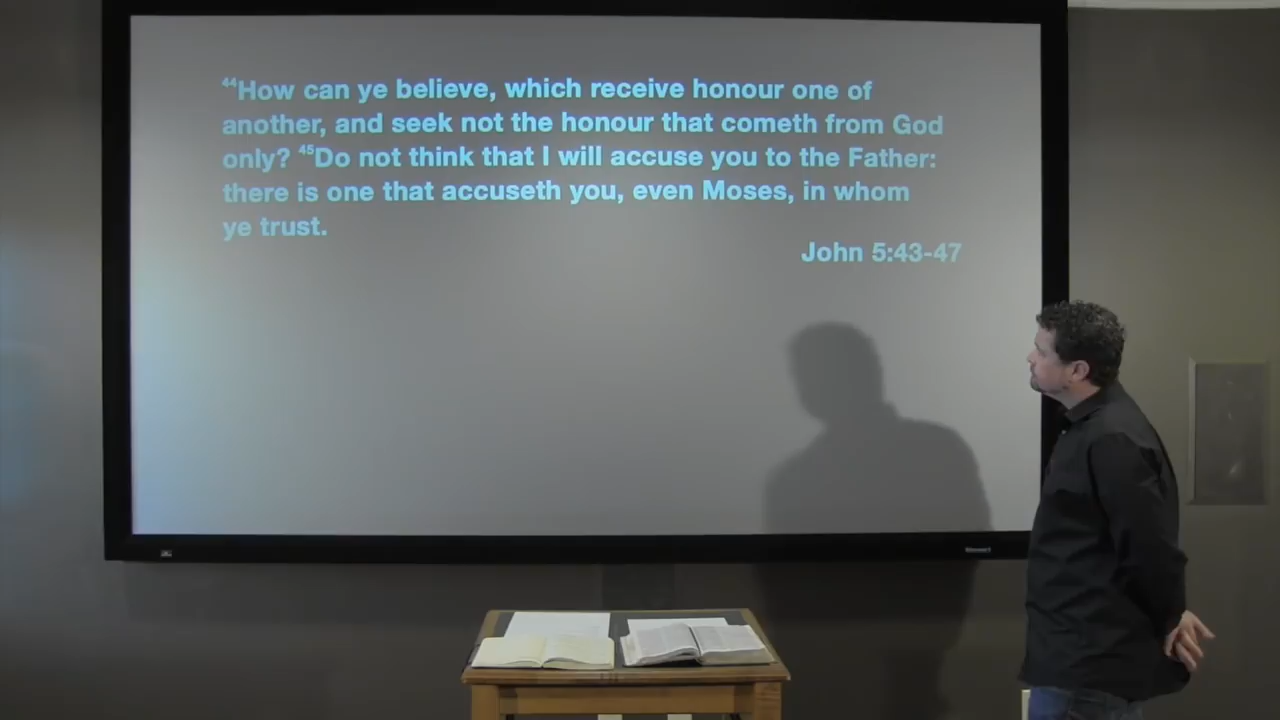 ⁴⁴How can ye believe, which receive honour one of
another, and seek not the honour that cometh from God
only? ⁴⁵Do not think that I will accuse you to the Father:
there is one that accuseth you, even Moses, in whom
ye trust.
John 5:43-47